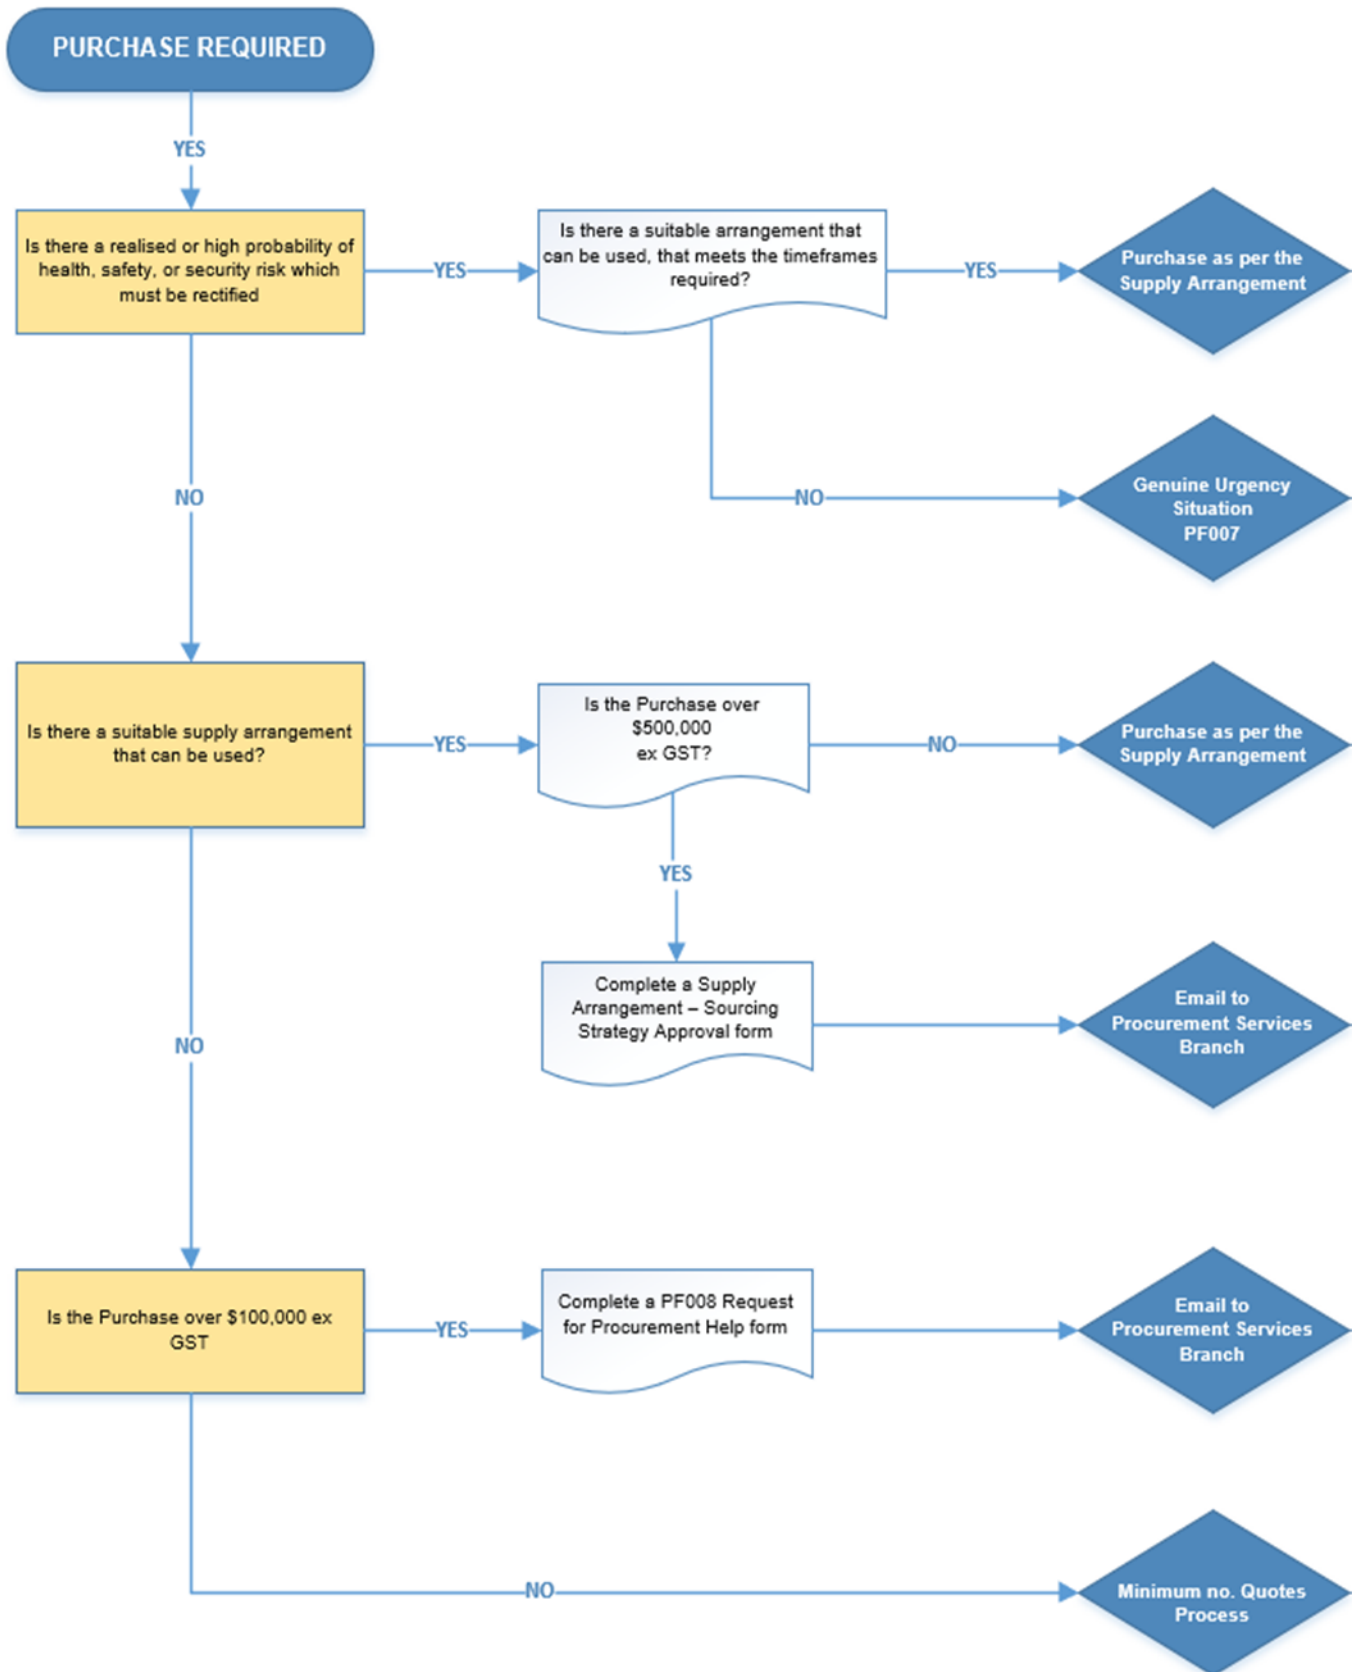 PURCHASE REQUIRED
YES
Is there a realised or high probability of
health, safety, or security risk which
must be rectified
YES
Is there a suitable arrangement that
can be used, that meets the timeframes
required?
YES
Purchase as per the
Supply Arrangement
NO
NO
Genuine Urgency
Situation
PF007
Is there a suitable supply arrangement
that can be used?
YES
Is the Purchase over
$500,000
ex GST?
NO
Purchase as per the
Supply Arrangement
YES
Complete a Supply
Arrangement – Sourcing
Strategy Approval form
Email to
Procurement Services
Branch
NO
Is the Purchase over $100,000 ex
GST
YES
Complete a PF008 Request
for Procurement Help form
Email to
Procurement Services
Branch
NO
Minimum no. Quotes
Process